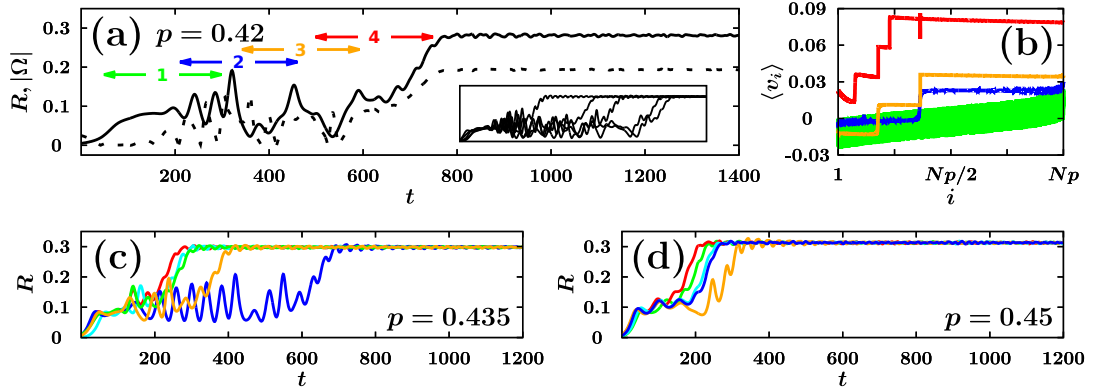 (a) p = 0.42
R, |Ω|
0.3
0.2
0.1
0
1
2
3
4
200 400 600 800 1000 1200 1400
t
(b)
⟨v_i⟩
0.09
0.06
0.03
0
-0.03
1 Np/2 Np
i
(c) p = 0.435
R
0.3
0.2
0.1
0
200 400 600 800 1000 1200
t
(d) p = 0.45
R
0.3
0.2
0.1
0
200 400 600 800 1000 1200
t